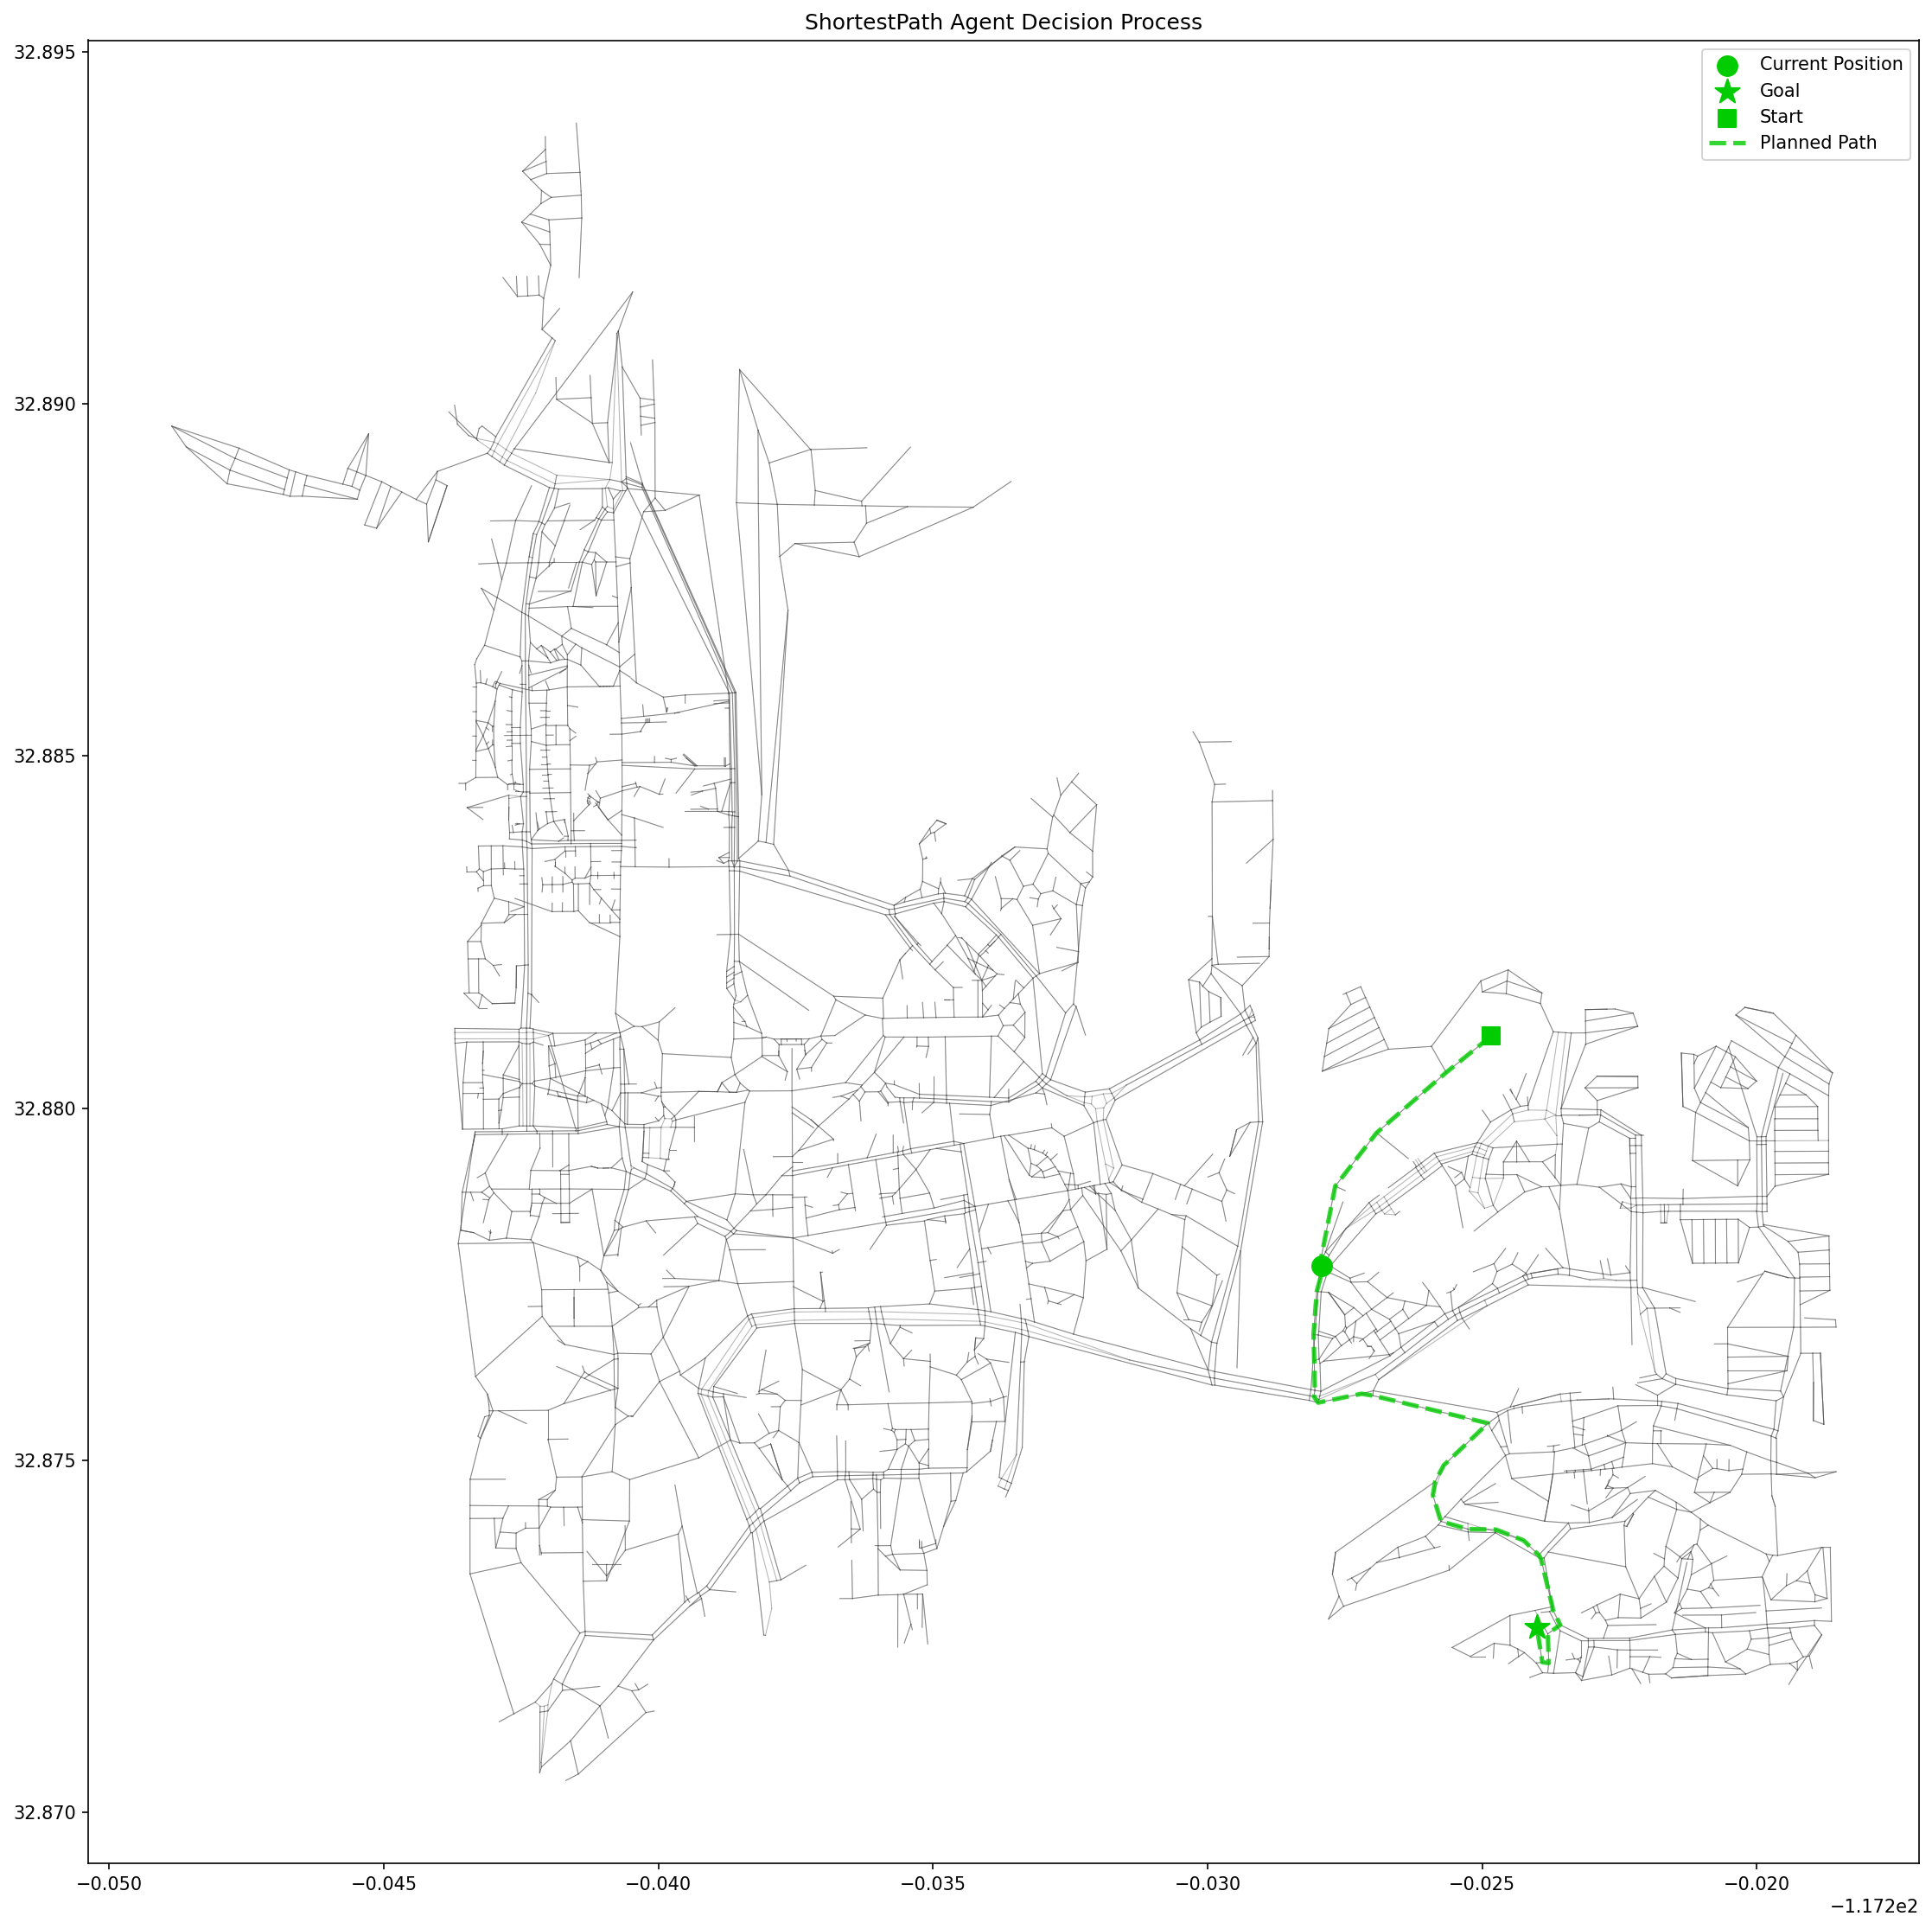 ShortestPath Agent Decision Process
Current Position
Goal
Start
Planned Path
32.895
32.890
32.885
32.880
32.875
32.870
−0.050 −0.045 −0.040 −0.035 −0.030 −0.025 −0.020
−1.172e2